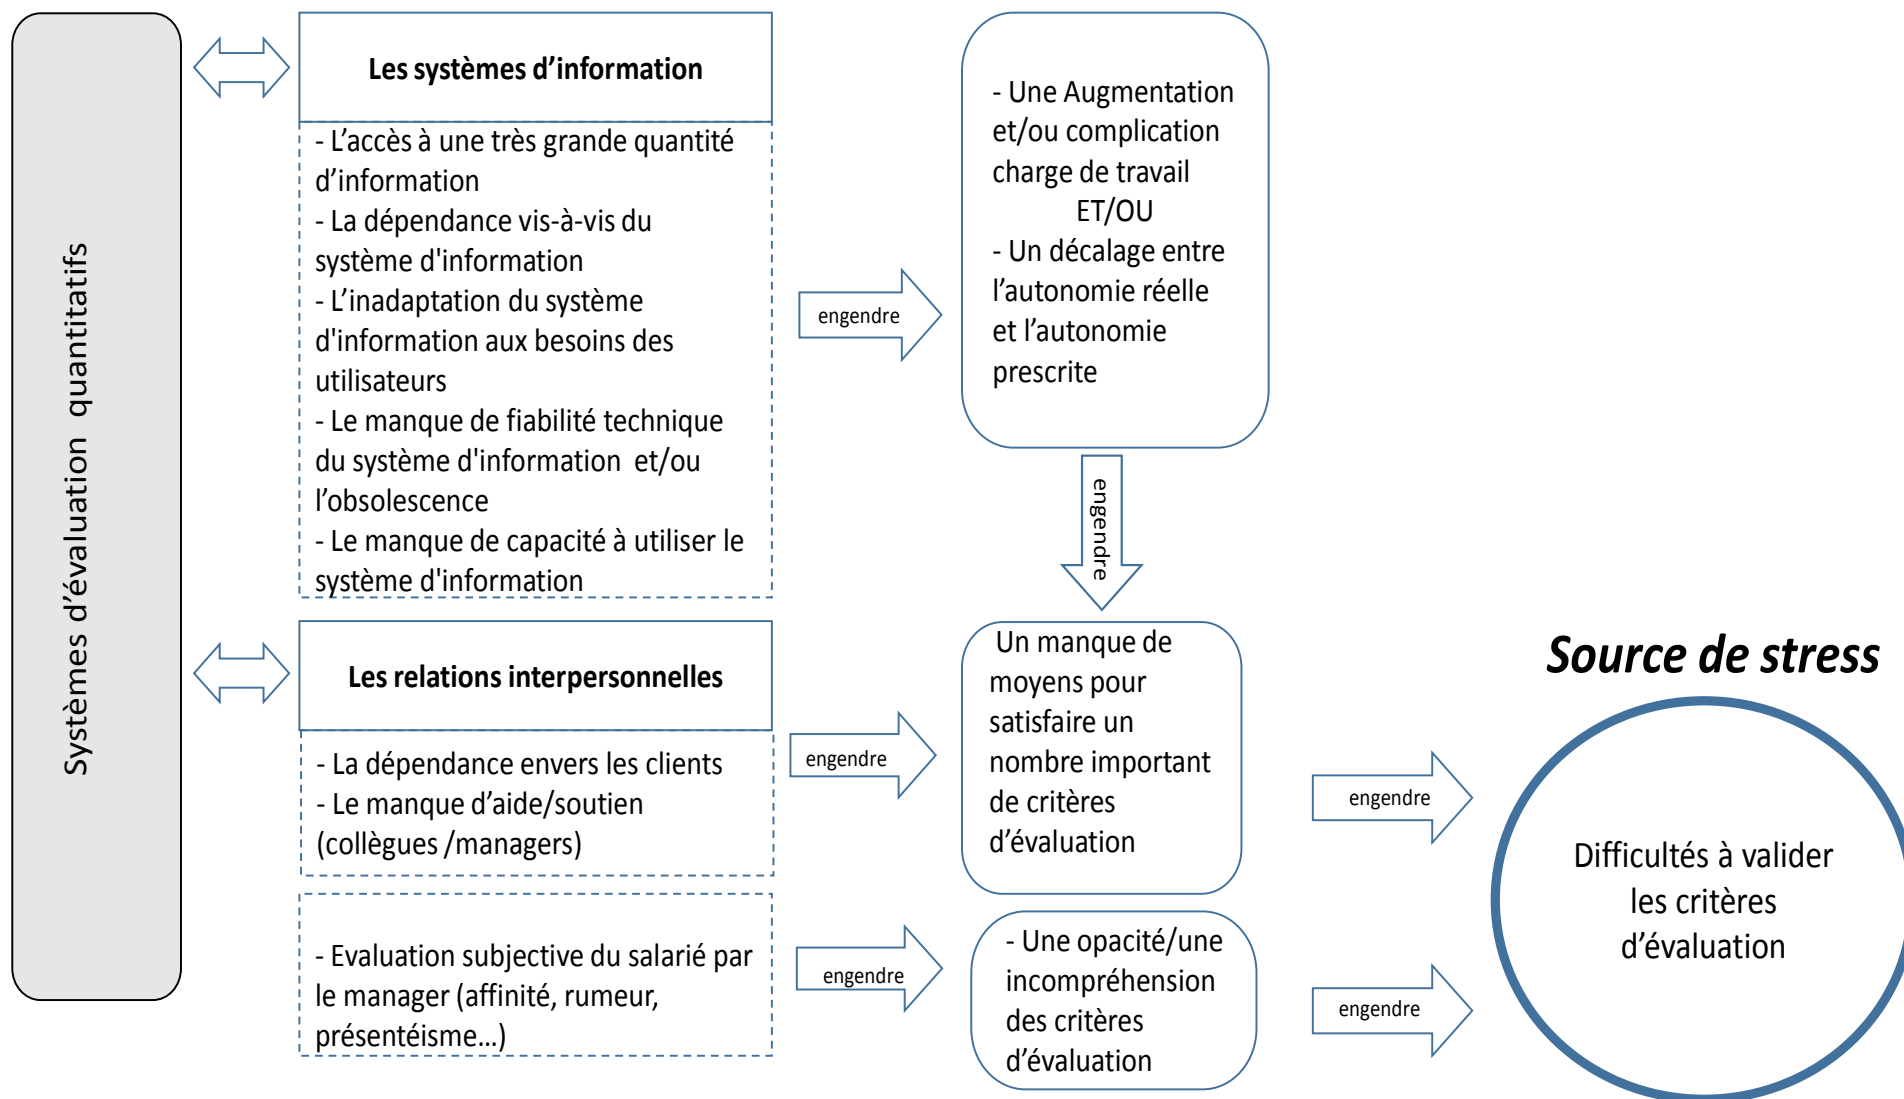 Systèmes d’évaluation  quantitatifs
Les systèmes d’information
- L’accès à une très grande quantité
d’information
- La dépendance vis-à-vis du
système d'information
- L’inadaptation du système
d'information aux besoins des
utilisateurs
- Le manque de fiabilité technique
du système d'information  et/ou
l’obsolescence
- Le manque de capacité à utiliser le
système d'information
engendre
- Une Augmentation
et/ou complication
charge de travail
ET/OU
- Un décalage entre
l’autonomie réelle
et l’autonomie
prescrite
engendre
Les relations interpersonnelles
- La dépendance envers les clients
- Le manque d’aide/soutien
(collègues /managers)
engendre
Un manque de
moyens pour
satisfaire un
nombre important
de critères
d’évaluation
engendre
- Evaluation subjective du salarié par
le manager (affinité, rumeur,
présentéisme…)
engendre
- Une opacité/une
incompréhension
des critères
d’évaluation
engendre
Source de stress
Difficultés à valider
les critères
d’évaluation